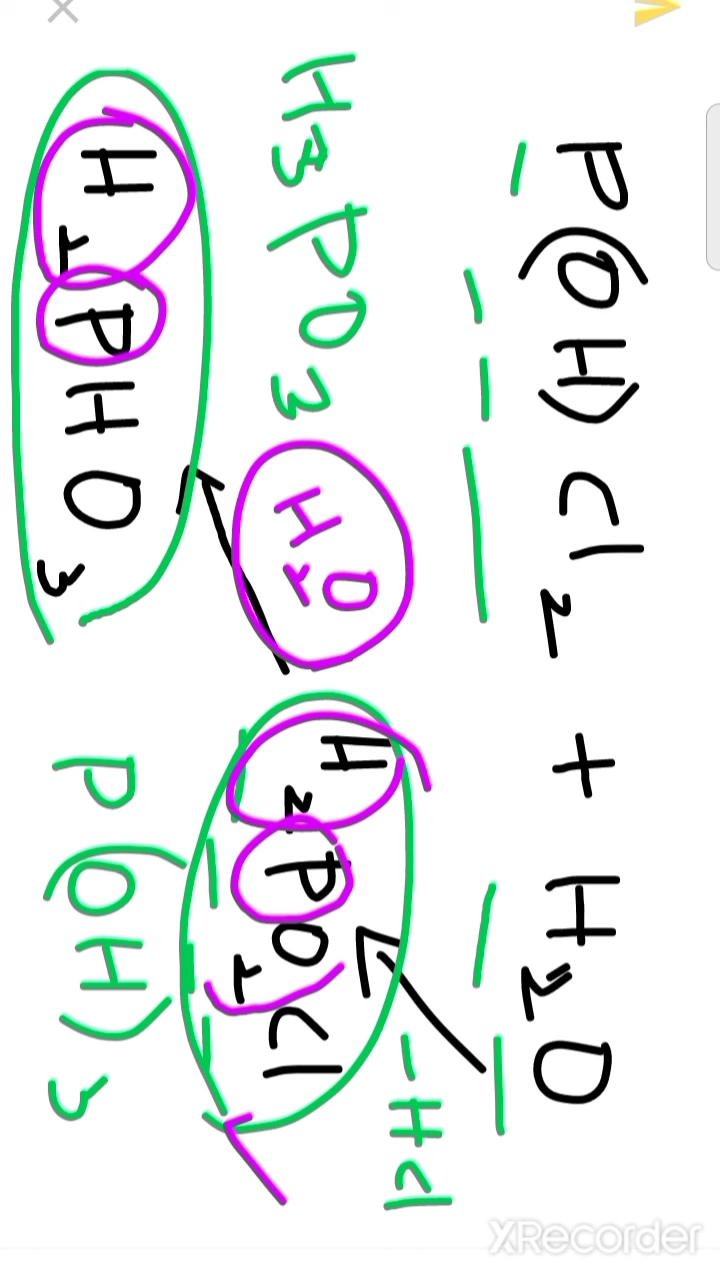 P(OH)Cl2 + H2O
-Hcl
H3PO3 H2O H2PO2Cl
H2PHO3 P(OH)3
XRecorder